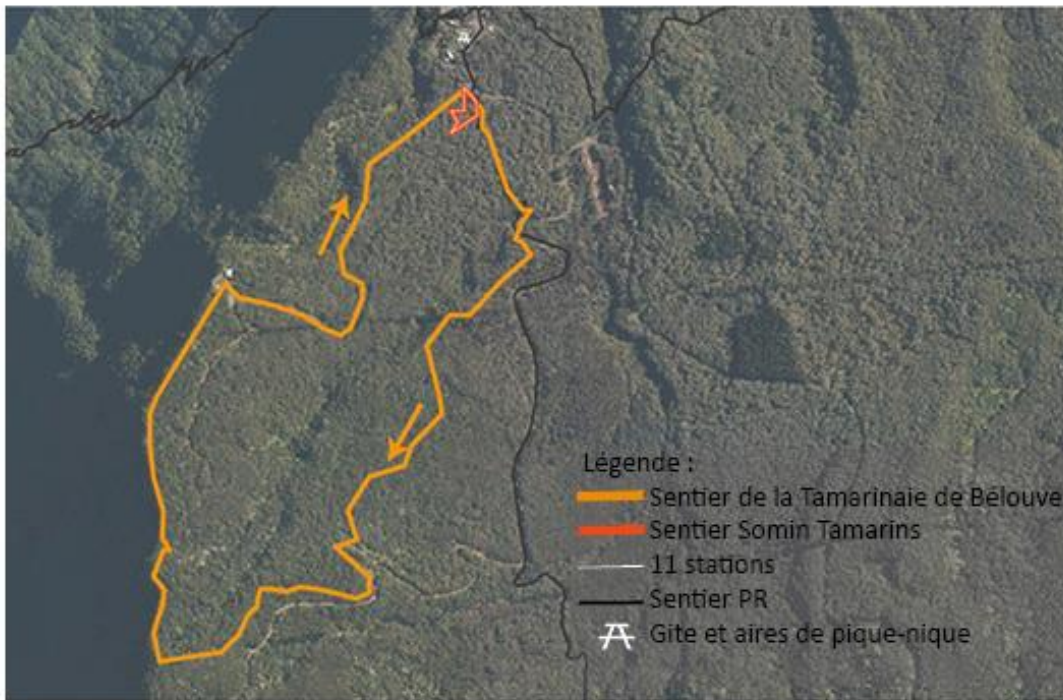 Légende :
Sentier de la Tamarinaie de Bélouve
Sentier Somin Tamarins
11 stations
Sentier PR
Gite et aires de pique-nique